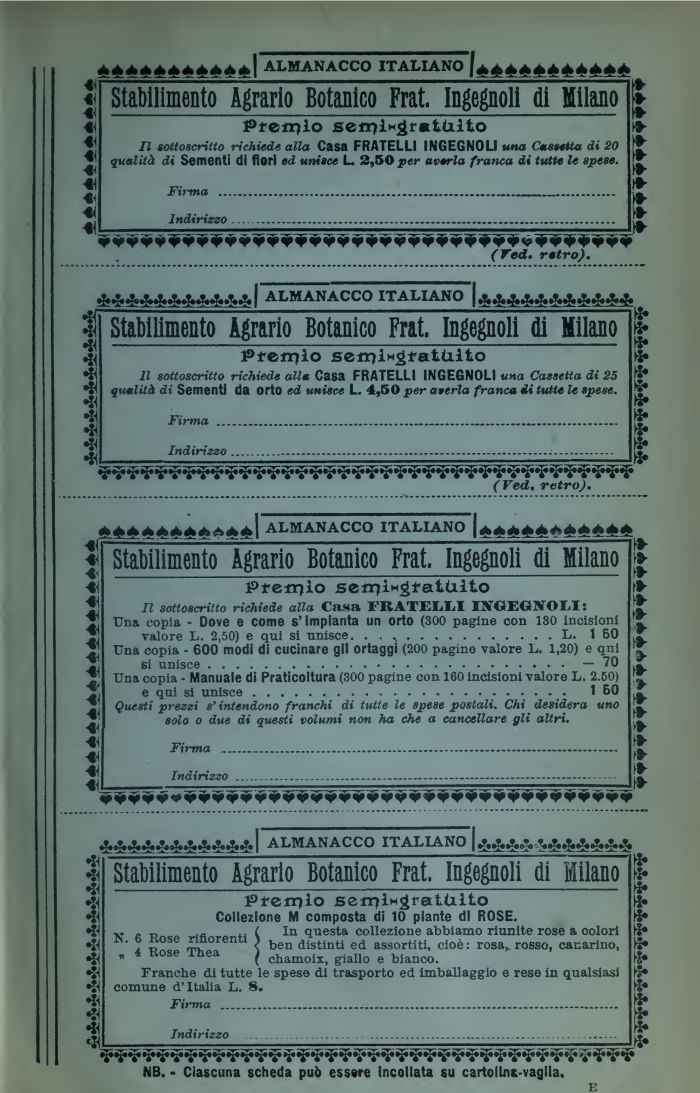 ALMANACCO ITALIANO
Stabilimento Agrario Botanico Frat. Ingegnoli di Milano
Premio semi-gratuito
Il sottoscritto richiede alla Casa FRATELLI INGEGNOLI una Cassetta di 20
qualità di Sementi di fiori ed unisce L. 2,50 per averla franca di tutte le spese.
Firma
Indirizzo
(Ved. retro).
ALMANACCO ITALIANO
Stabilimento Agrario Botanico Frat. Ingegnoli di Milano
Premio semi-gratuito
Il sottoscritto richiede alla Casa FRATELLI INGEGNOLI una Cassetta di 25
qualità di Sementi da orto ed unisce L. 4,50 per averla franca di tutte le spese.
Firma
Indirizzo
(Ved. retro).
ALMANACCO ITALIANO
Stabilimento Agrario Botanico Frat. Ingegnoli di Milano
Premio semi-gratuito
Il sottoscritto richiede alla Casa FRATELLI INGEGNOLI:
Una copia - Dove e come s'impianta un orto (300 pagine con 130 incisioni
valore L. 2,50) e qui si unisce. . . . . . . . . . . . . . . L. 1 50
Una copia - 600 modi di cucinare gli ortaggi (200 pagine valore L. 1,20) e qui
si unisce . . . . . . . . . . . . . . . . . . . . . . . — 70
Una copia - Manuale di Praticoltura (300 pagine con 160 incisioni valore L. 2.50)
e qui si unisce . . . . . . . . . . . . . . . . . . . . 1 50
Questi prezzi s'intendono franchi di tutte le spese postali. Chi desidera uno
solo o due di questi volumi non ha che a cancellare gli altri.
Firma
Indirizzo
ALMANACCO ITALIANO
Stabilimento Agrario Botanico Frat. Ingegnoli di Milano
Premio semi-gratuito
Collezione M composta di 10 piante di ROSE.
N. 6 Rose rifiorenti
„ 4 Rose Thea
In questa collezione abbiamo riunite rose a colori
ben distinti ed assortiti, cioè: rosa, rosso, canarino,
chamoix, giallo e bianco.
Franche di tutte le spese di trasporto ed imballaggio e rese in qualsiasi
comune d'Italia L. 8.
Firma
Indirizzo
NB. - Ciascuna scheda può essere incollata su cartolina-vaglia.
E